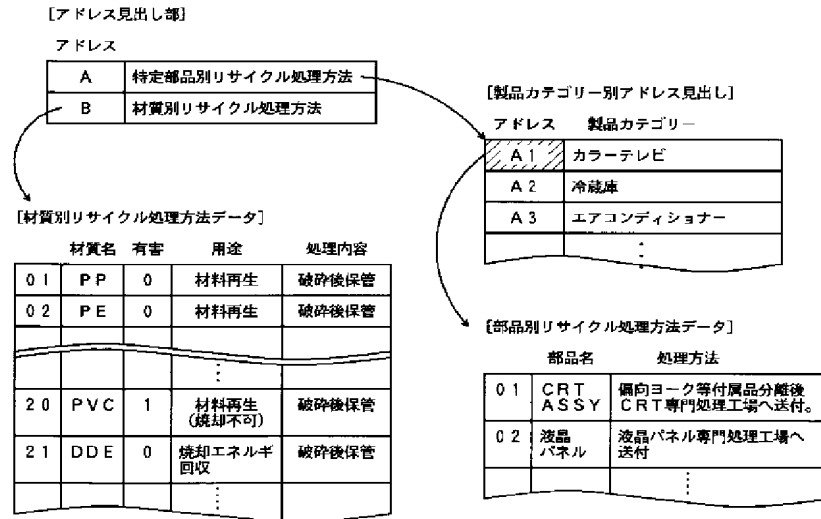 [アドレス見出し部]
アドレス
A 特定部品別リサイクル処理方法
B 材質別リサイクル処理方法
[製品カテゴリー別アドレス見出し]
アドレス 製品カテゴリー
A1 カラーテレビ
A2 冷蔵庫
A3 エアコンディショナー
[材質別リサイクル処理方法データ]
材質名 有害 用途 処理内容
01 PP 0 材料再生 破砕後保管
02 PE 0 材料再生 破砕後保管
20 PVC 1 材料再生 破砕後保管
(焼却不可)
21 DDE 0 焼却エネルギ 破砕後保管
回収
[部品別リサイクル処理方法データ]
部品名 処理方法
01 CRT 偏向ヨーク等付属品分離後
ASSY CRT専門処理工場へ送付。
02 液晶 液晶パネル専門処理工場へ
パネル 送付